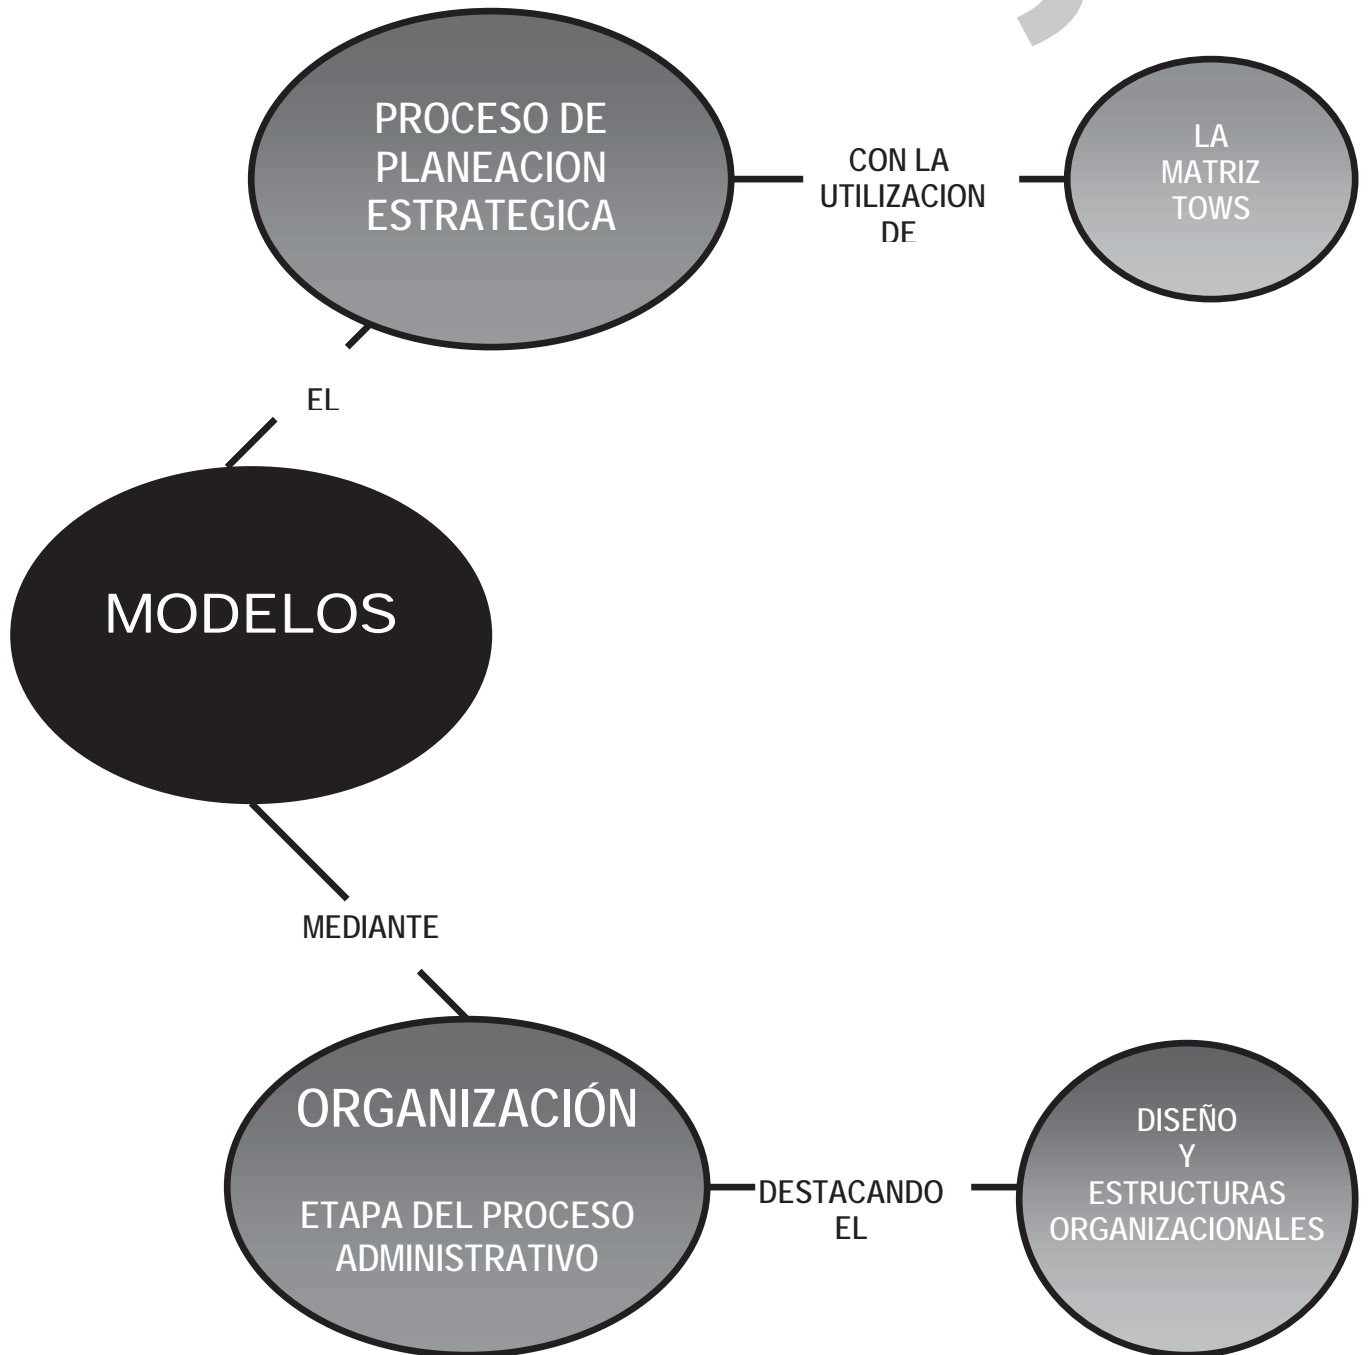 PROCESO DE
PLANEACION
ESTRATEGICA
CON LA
UTILIZACION
DE
LA
MATRIZ
TOWS
EL
MODELOS
MEDIANTE
ORGANIZACIÓN
ETAPA DEL PROCESO
ADMINISTRATIVO
DESTACANDO
EL
DISEÑO
Y
ESTRUCTURAS
ORGANIZACIONALES